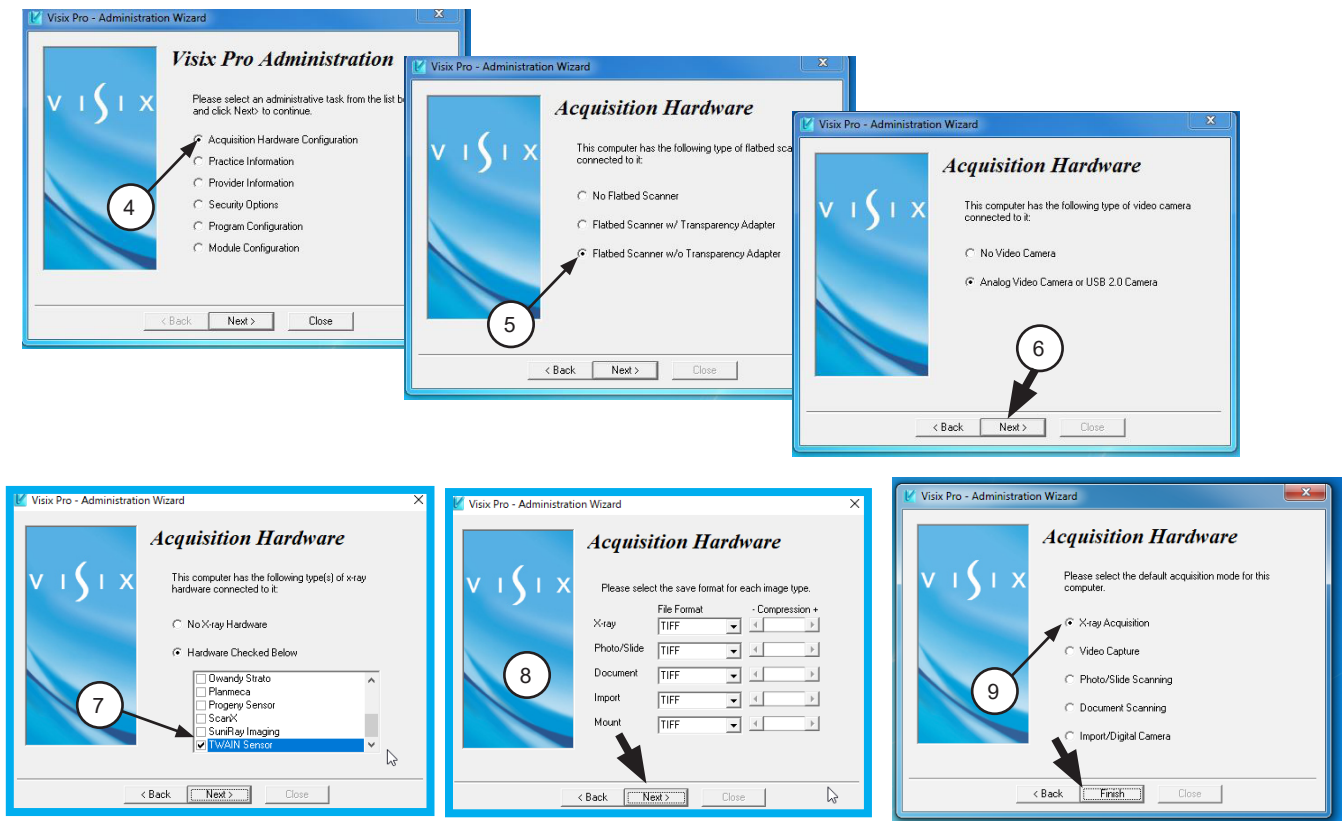 Visix Pro - Administration Wizard
X
VISIX
Visix Pro Administration
Please select an administrative task from the list b
and click Next> to continue.
Acquisition Hardware Configuration
Practice Information
Provider Information
Security Options
Program Configuration
Module Configuration
4
< Back
Next >
Close
Visix Pro - Administration Wizard
X
VISIX
Acquisition Hardware
This computer has the following type of flatbed sca
connected to it:
No Flatbed Scanner
Flatbed Scanner w/ Transparency Adapter
Flatbed Scanner w/o Transparency Adapter
5
< Back
Next >
Close
Visix Pro - Administration Wizard
X
VISIX
Acquisition Hardware
This computer has the following type of video camera
connected to it:
No Video Camera
Analog Video Camera or USB 2.0 Camera
6
< Back
Next >
Close
Visix Pro - Administration Wizard
VISIX
Acquisition Hardware
This computer has the following type(s) of x-ray
hardware connected to it:
No X-ray Hardware
Hardware Checked Below
Owandy Strato
Planmeca
Progeny Sensor
ScanX
SuniRay Imaging
TWAIN Sensor
7
< Back
Next >
Close
Visix Pro - Administration Wizard
VISIX
Acquisition Hardware
Please select the save format for each image type.
File Format - Compression +
X-ray TIFF
Photo/Slide TIFF
Document TIFF
Import TIFF
Mount TIFF
8
< Back
Next >
Close
Visix Pro - Administration Wizard
VISIX
Acquisition Hardware
Please select the default acquisition mode for this
computer.
X-ray Acquisition
Video Capture
Photo/Slide Scanning
Document Scanning
Import/Digital Camera
9
< Back
Finish
Close